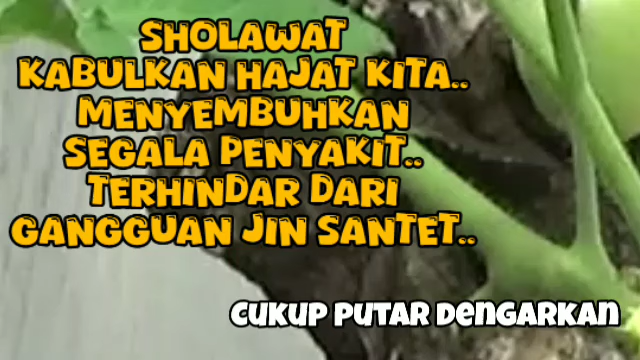 SHOLAWAT
KABULKAN HAJAT KITA..
MENYEMBUHKAN
SEGALA PENYAKIT..
TERHINDAR DARI
GANGGUAN JIN SANTET..
CUKUP PUTAR DENGARKAN